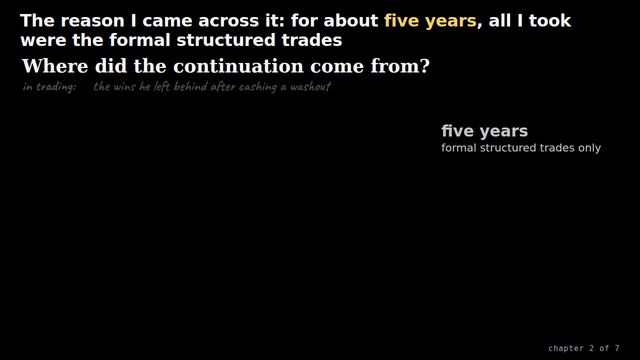 The reason I came across it: for about five years, all I took
were the formal structured trades
Where did the continuation come from?
in trading: the wins he left behind after cashing a washout
five years
formal structured trades only
chapter 2 of 7